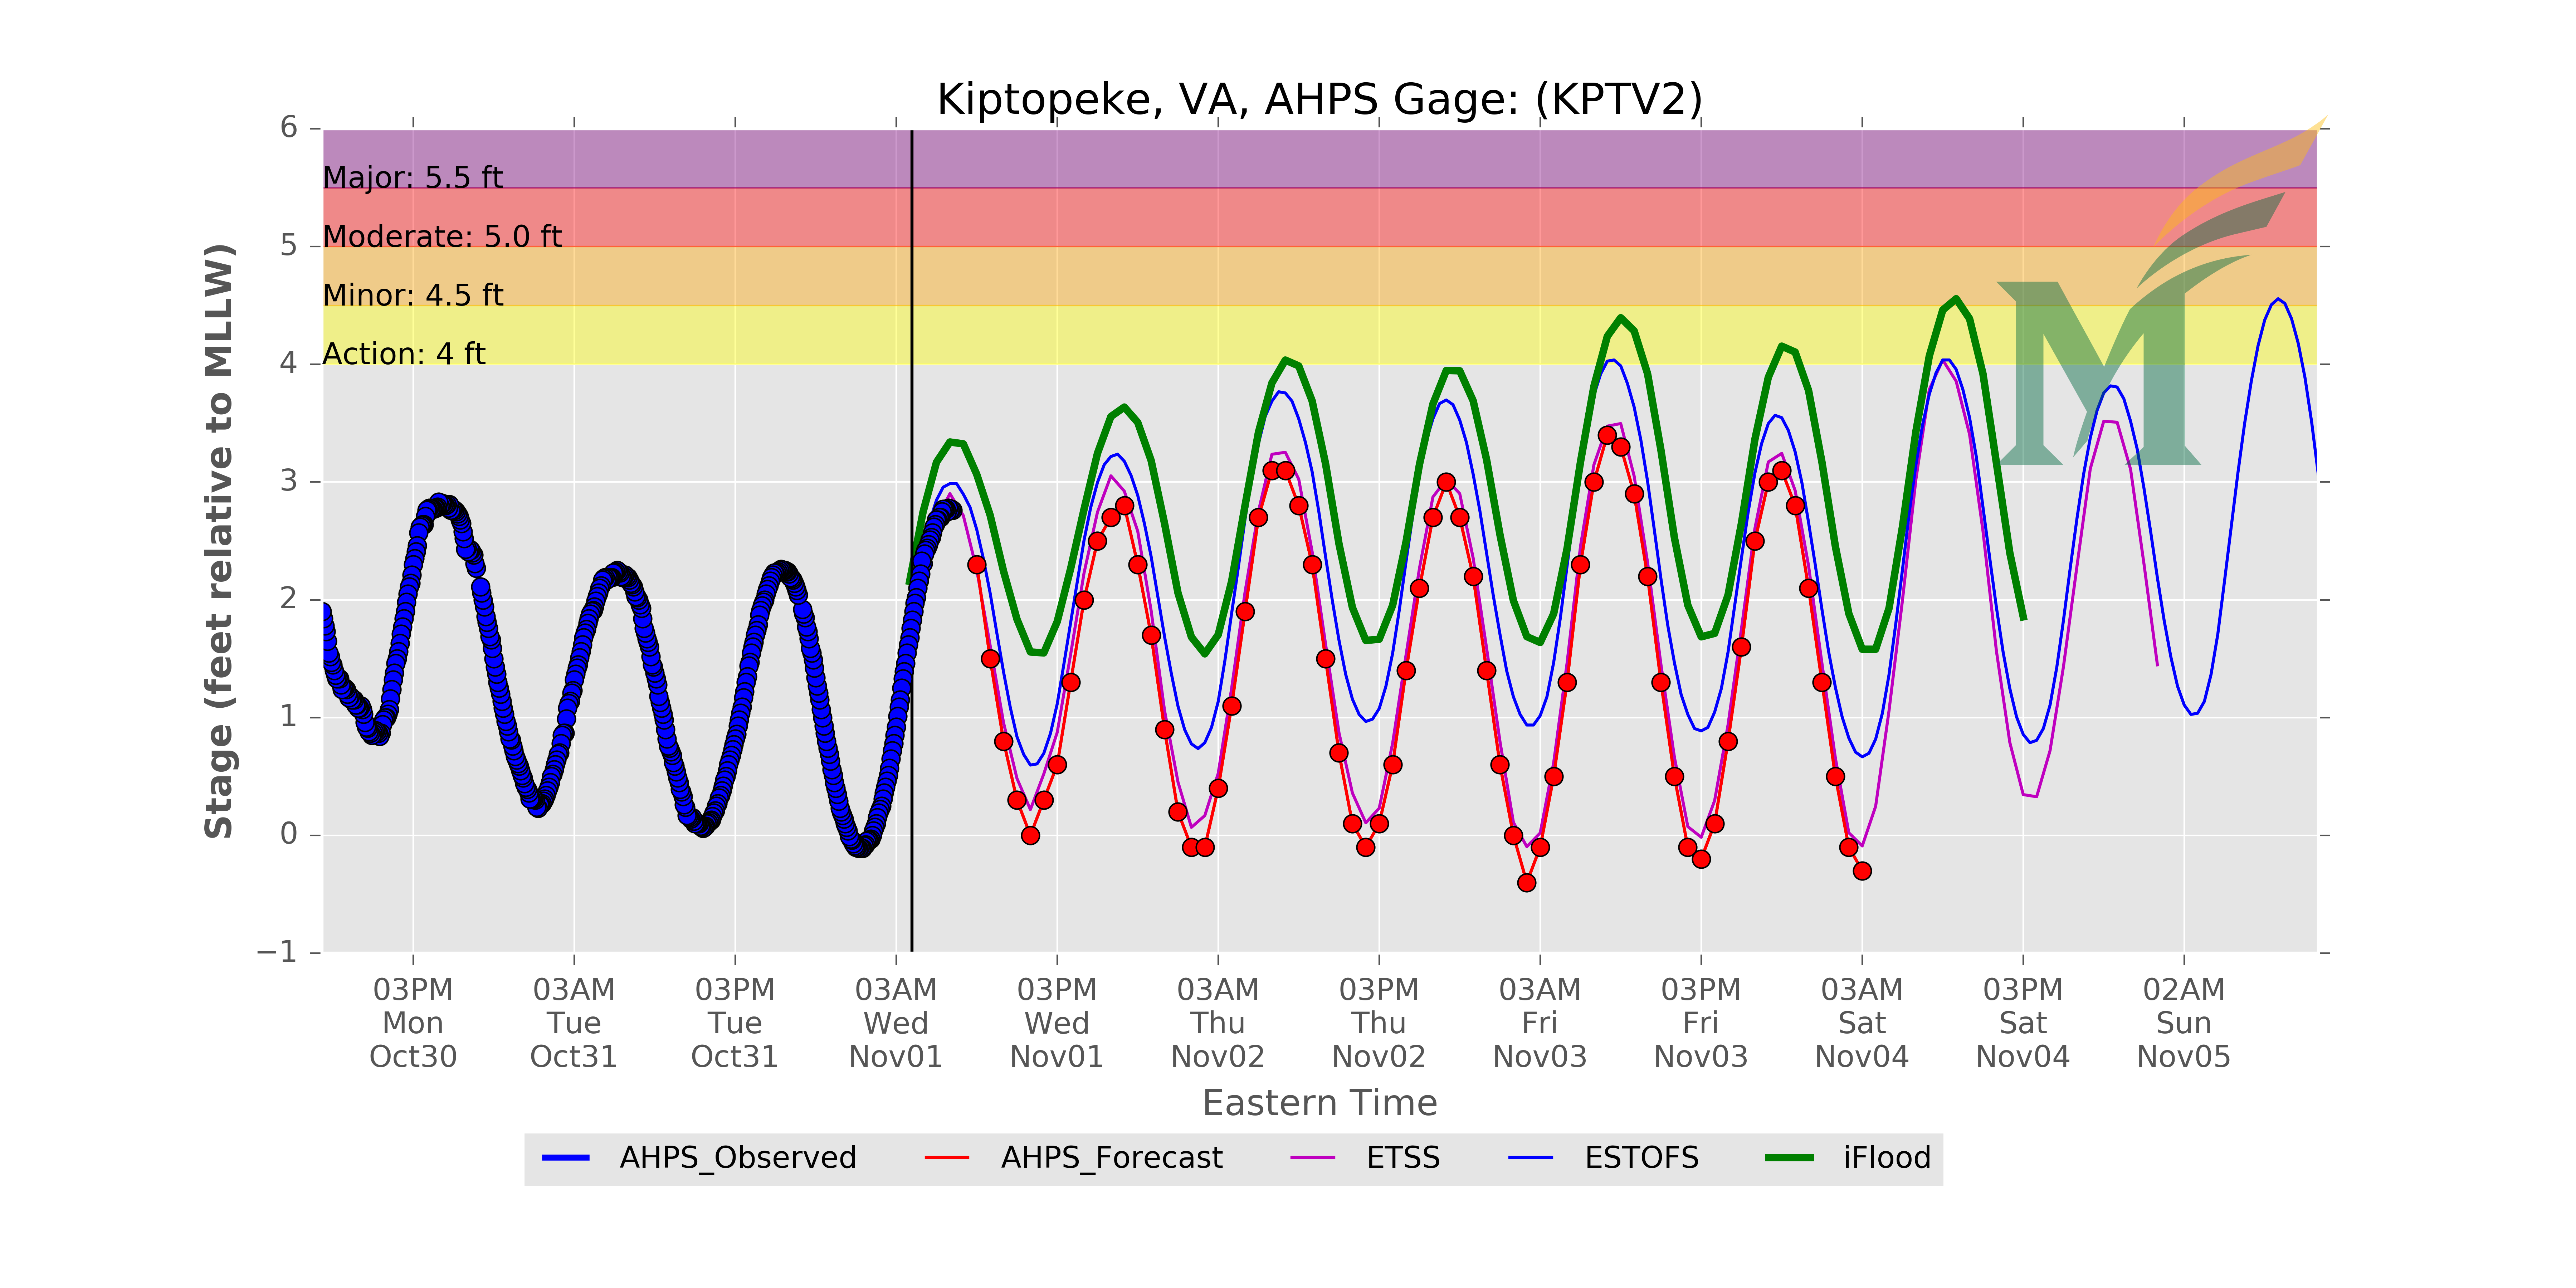 Kiptopeke, VA, AHPS Gage: (KPTV2)
6
5
4
3
2
1
0
−1
Stage (feet relative to MLLW)
Major: 5.5 ft
Moderate: 5.0 ft
Minor: 4.5 ft
Action: 4 ft
M
03PM
Mon
Oct30
03AM
Tue
Oct31
03PM
Tue
Oct31
03AM
Wed
Nov01
03PM
Wed
Nov01
03AM
Thu
Nov02
03PM
Thu
Nov02
03AM
Fri
Nov03
03PM
Fri
Nov03
03AM
Sat
Nov04
03PM
Sat
Nov04
02AM
Sun
Nov05
Eastern Time
AHPS_Observed
AHPS_Forecast
ETSS
ESTOFS
iFlood